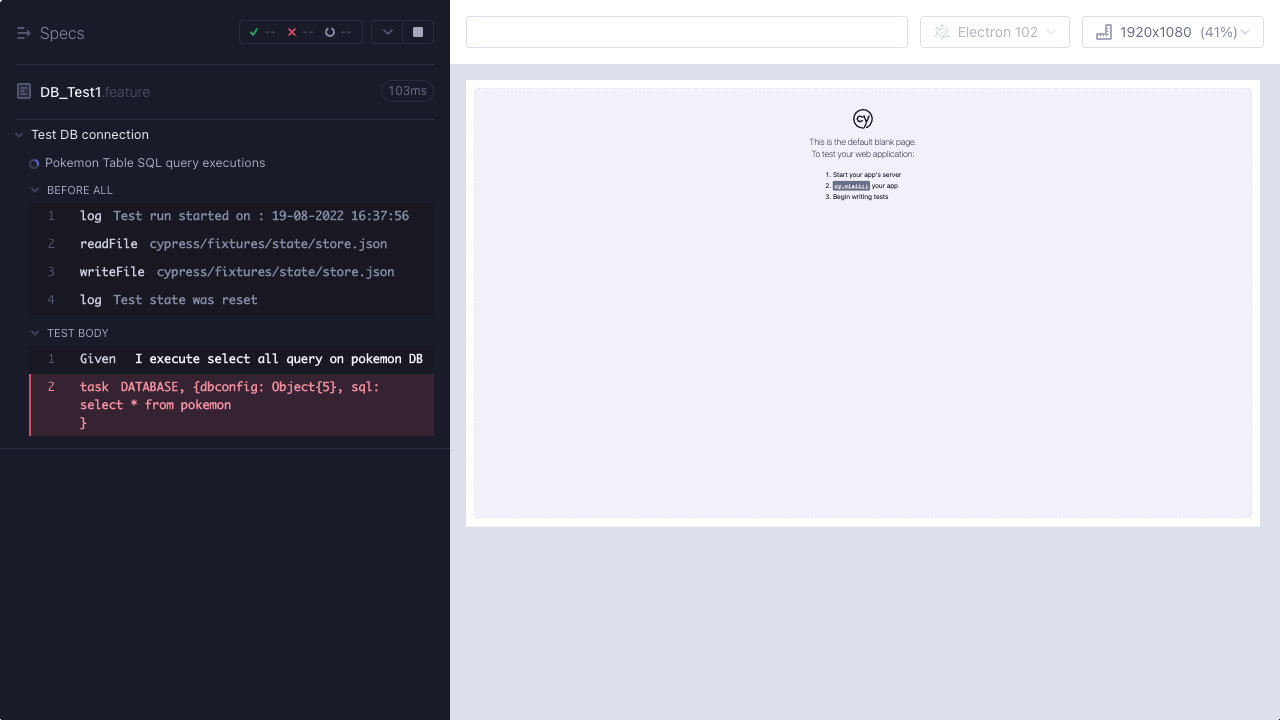 Specs
--
--
--
Electron 102
1920x1080 (41%)
DB_Test1.feature
103ms
Test DB connection
Pokemon Table SQL query executions
BEFORE ALL
1 log Test run started on : 19-08-2022 16:37:56
2 readFile cypress/fixtures/state/store.json
3 writeFile cypress/fixtures/state/store.json
4 log Test state was reset
TEST BODY
1 Given I execute select all query on pokemon DB
2 task DATABASE, {dbconfig: Object{5}, sql:
select * from pokemon
}
cy
This is the default blank page.
To test your web application:
1. Start your app's server
2. cy.visit() your app
3. Begin writing tests